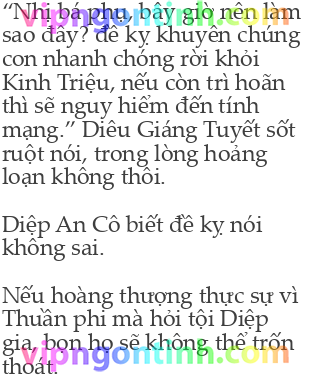 vipngontinh.com
“Nhị bá phụ, bây giờ nên làm
sao đây? đề kỵ khuyên chúng
con nhanh chóng rời khỏi
Kinh Triệu, nếu còn trì hoãn
thì sẽ nguy hiểm đến tính
mạng.” Diêu Giáng Tuyết sốt
ruột nói, trong lòng hoảng
loạn không thôi.
Diệp An Cô biết đề kỵ nói
không sai.
Nếu hoàng thượng thực sự vì
Thuần phi mà hỏi tội Diệp
gia, bọn họ sẽ không thể trốn
vipngontinh.com
thoát.